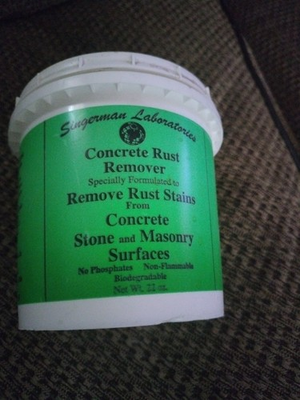 Singerman Laboratories
Concrete Rust
Remover
Specially Formulated to
Remove Rust Stains
From
Concrete
Stone and Masonry
Surfaces
No Phosphates Non-Flammable
Biodegradable
Net Wt. 22 oz.